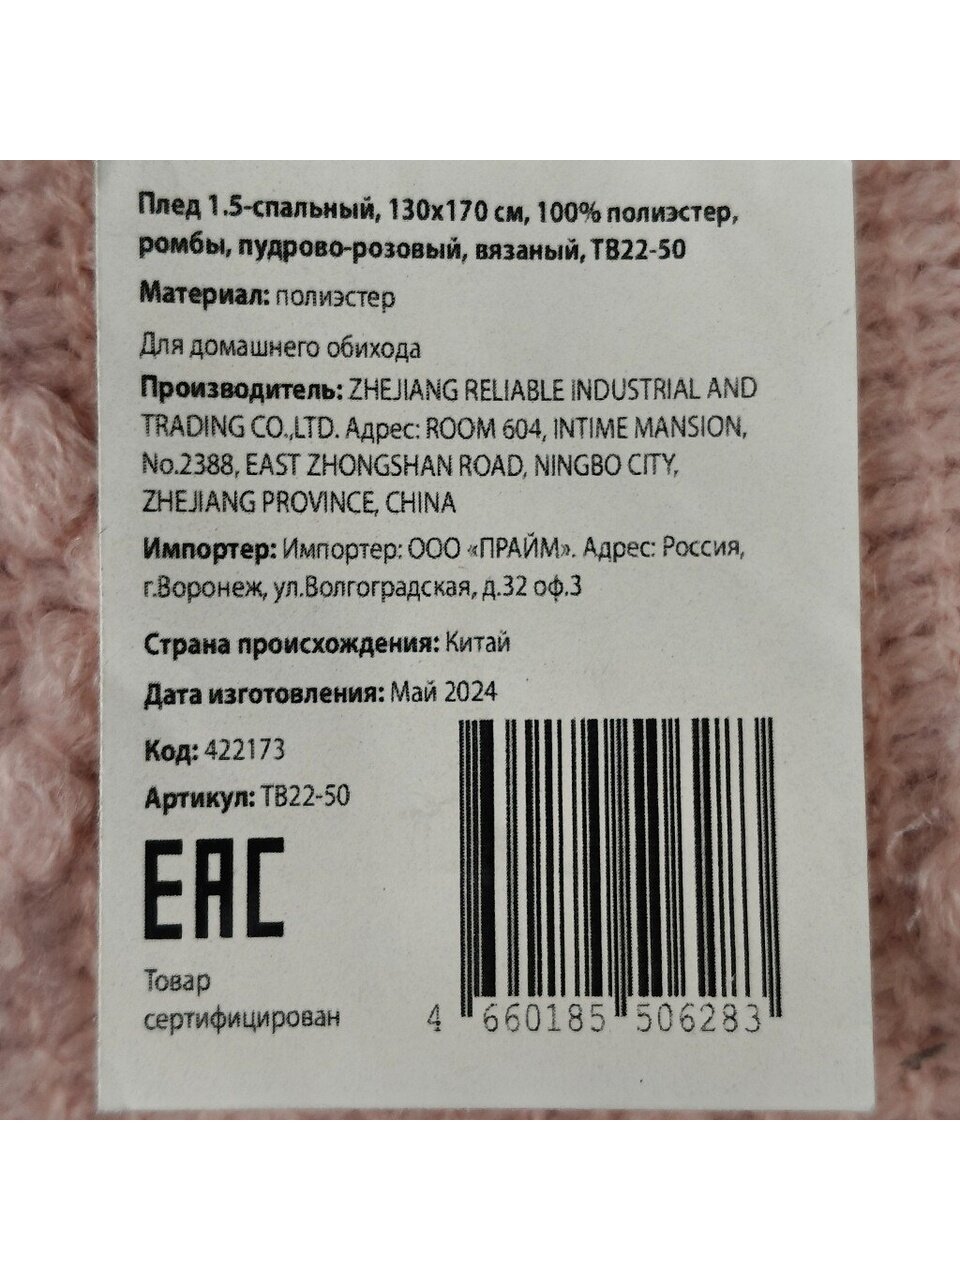 Плед 1.5-спальный, 130х170 см, 100% полиэстер,
ромбы, пудрово-розовый, вязаный, ТВ22-50
Материал: полиэстер
Для домашнего обихода
Производитель: ZHEJIANG RELIABLE INDUSTRIAL AND
TRADING CO.,LTD. Адрес: ROOM 604, INTIME MANSION,
No.2388, EAST ZHONGSHAN ROAD, NINGBO CITY,
ZHEJIANG PROVINCE, CHINA
Импортер: Импортер: ООО «ПРАЙМ». Адрес: Россия,
г.Воронеж, ул.Волгоградская, д.32 оф.3
Страна происхождения: Китай
Дата изготовления: Май 2024
Код: 422173
Артикул: ТВ22-50
EAC
Товар
сертифицирован
4 660185 506283